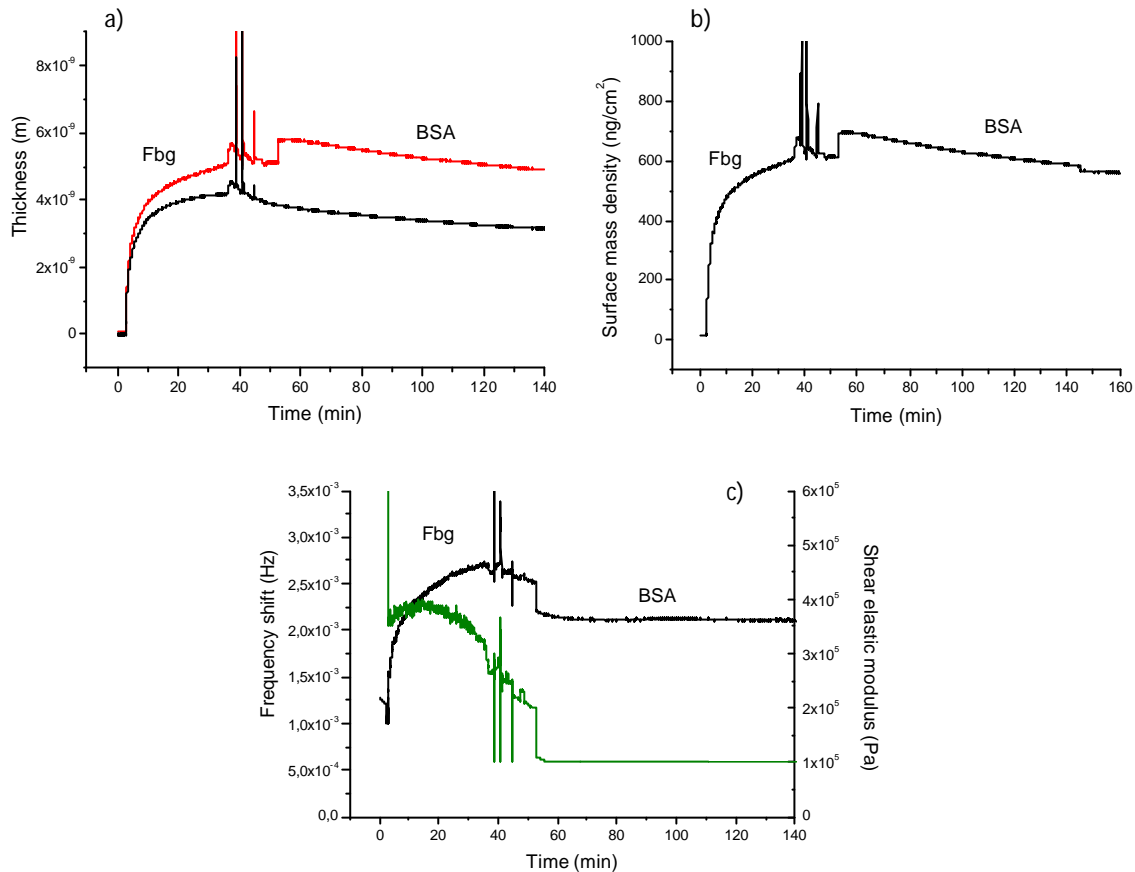 a)
8x10⁻⁹
6x10⁻⁹
4x10⁻⁹
2x10⁻⁹
0
Thickness (m)
Fbg
BSA
0 20 40 60 80 100 120 140
Time (min)
b)
1000
800
600
400
200
0
Surface mass density (ng/cm²)
Fbg
BSA
0 20 40 60 80 100 120 140 160
Time (min)
c)
3,5x10⁻³
3,0x10⁻³
2,5x10⁻³
2,0x10⁻³
1,5x10⁻³
1,0x10⁻³
5,0x10⁻⁴
0,0
Frequency shift (Hz)
Fbg
BSA
6x10⁵
5x10⁵
4x10⁵
3x10⁵
2x10⁵
1x10⁵
0
Shear elastic modulus (Pa)
0 20 40 60 80 100 120 140
Time (min)